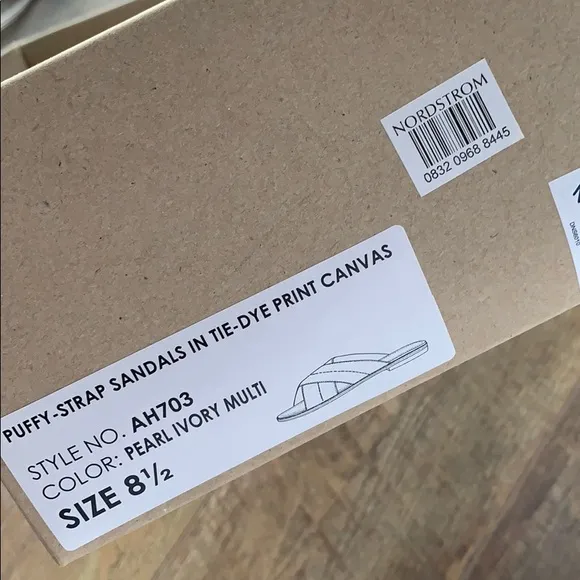 NORDSTROM
0832 0968 8445
PUFFY-STRAP SANDALS IN TIE-DYE PRINT CANVAS
STYLE NO. AH703
COLOR: PEARL IVORY MULTI
SIZE 8½